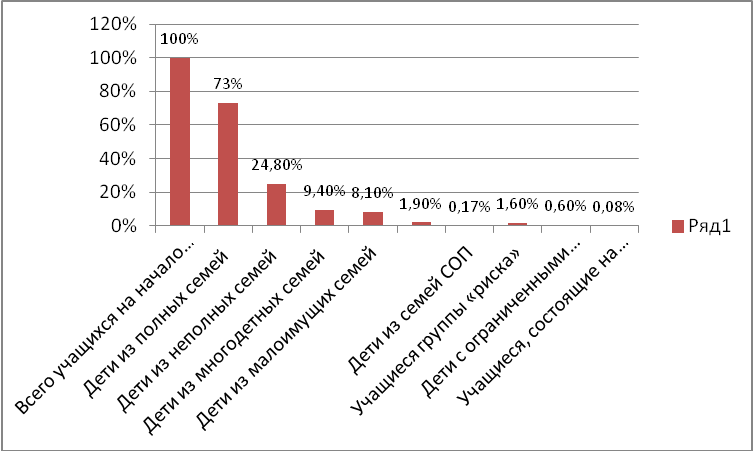 120%
100%
80%
60%
40%
20%
0%
100%
73%
24,80%
9,40%
8,10%
1,90%
0,17%
1,60%
0,60%
0,08%
Всего учащихся на начало…
Дети из полных семей
Дети из неполных семей
Дети из многодетных семей
Дети из малоимущих семей
Дети из семей СОП
Учащиеся группы «риска»
Дети с ограниченными…
Учащиеся, состоящие на…
Ряд1